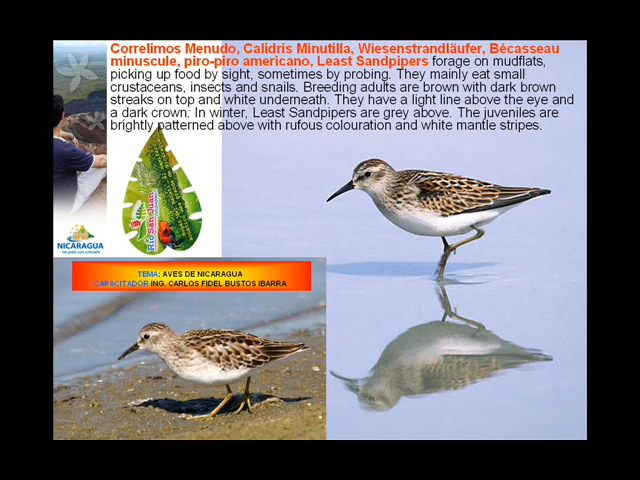 Correlimos Menudo, Calidris Minutilla, Wiesenstrandläufer, Bécasseau
minuscule, piro-piro americano, Least Sandpipers forage on mudflats,
picking up food by sight, sometimes by probing. They mainly eat small
crustaceans, insects and snails. Breeding adults are brown with dark brown
streaks on top and white underneath. They have a light line above the eye and
a dark crown. In winter, Least Sandpipers are grey above. The juveniles are
brightly patterned above with rufous colouration and white mantle stripes.
Río San Juan
NICARAGUA
TEMA: AVES DE NICARAGUA
CAPACITADOR ING. CARLOS FIDEL BUSTOS IBARRA